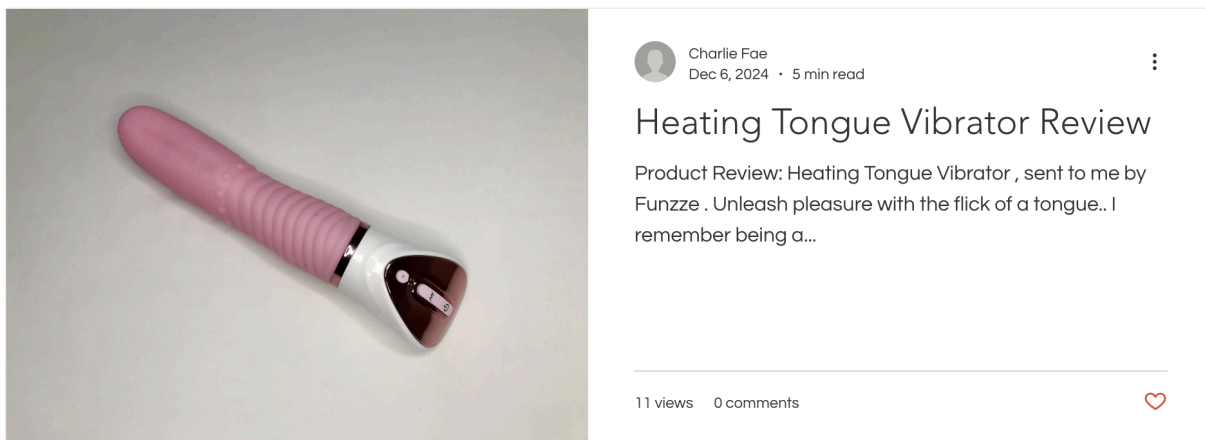 Charlie Fae
Dec 6, 2024 · 5 min read
Heating Tongue Vibrator Review
Product Review: Heating Tongue Vibrator , sent to me by
Funzze . Unleash pleasure with the flick of a tongue.. I
remember being a...
11 views 0 comments